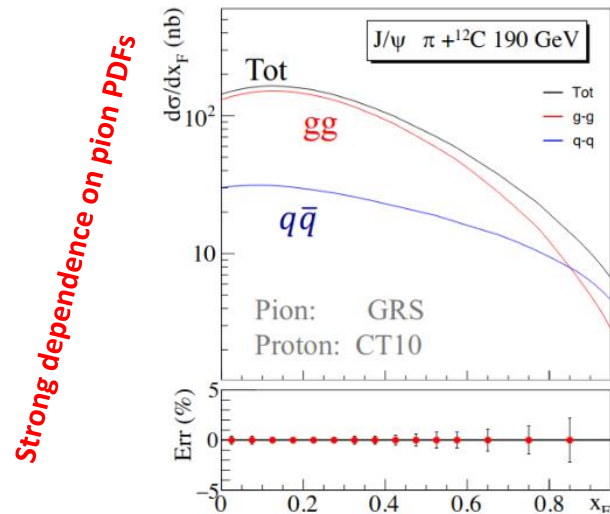 Strong dependence on pion PDFs
dσ/dx_F (nb)
J/ψ π +¹²C 190 GeV
Tot
Tot
g-g
q-q
10²
gg
qq̄
10
Pion: GRS
Proton: CT10
Err (%)
5
0
−5
0 0.2 0.4 0.6 0.8